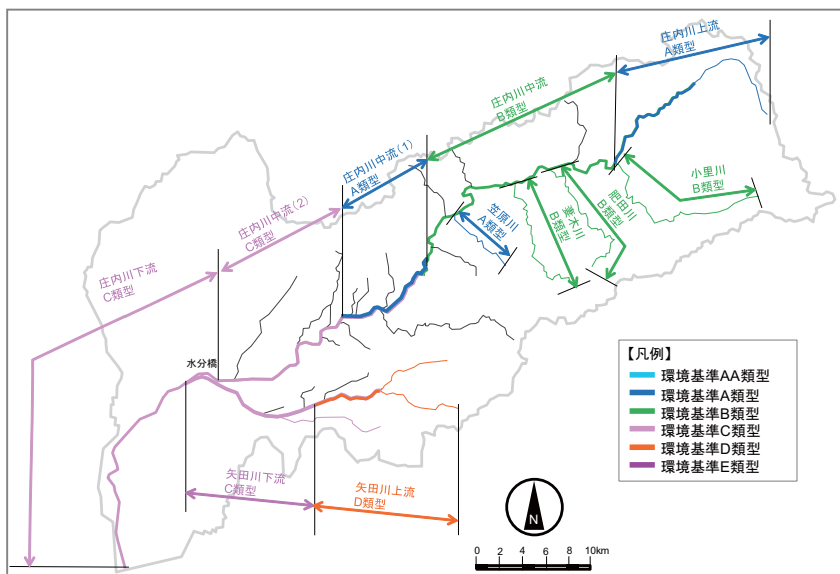 庄内川上流
A類型
庄内川中流
B類型
庄内川中流(1)
A類型
庄内川中流(2)
C類型
庄内川下流
C類型
小里川
B類型
肥田川
B類型
妻木川
B類型
笠原川
A類型
水分橋
矢田川下流
C類型
矢田川上流
D類型
【凡例】
環境基準AA類型
環境基準A類型
環境基準B類型
環境基準C類型
環境基準D類型
環境基準E類型
N
0 2 4 6 8 10km